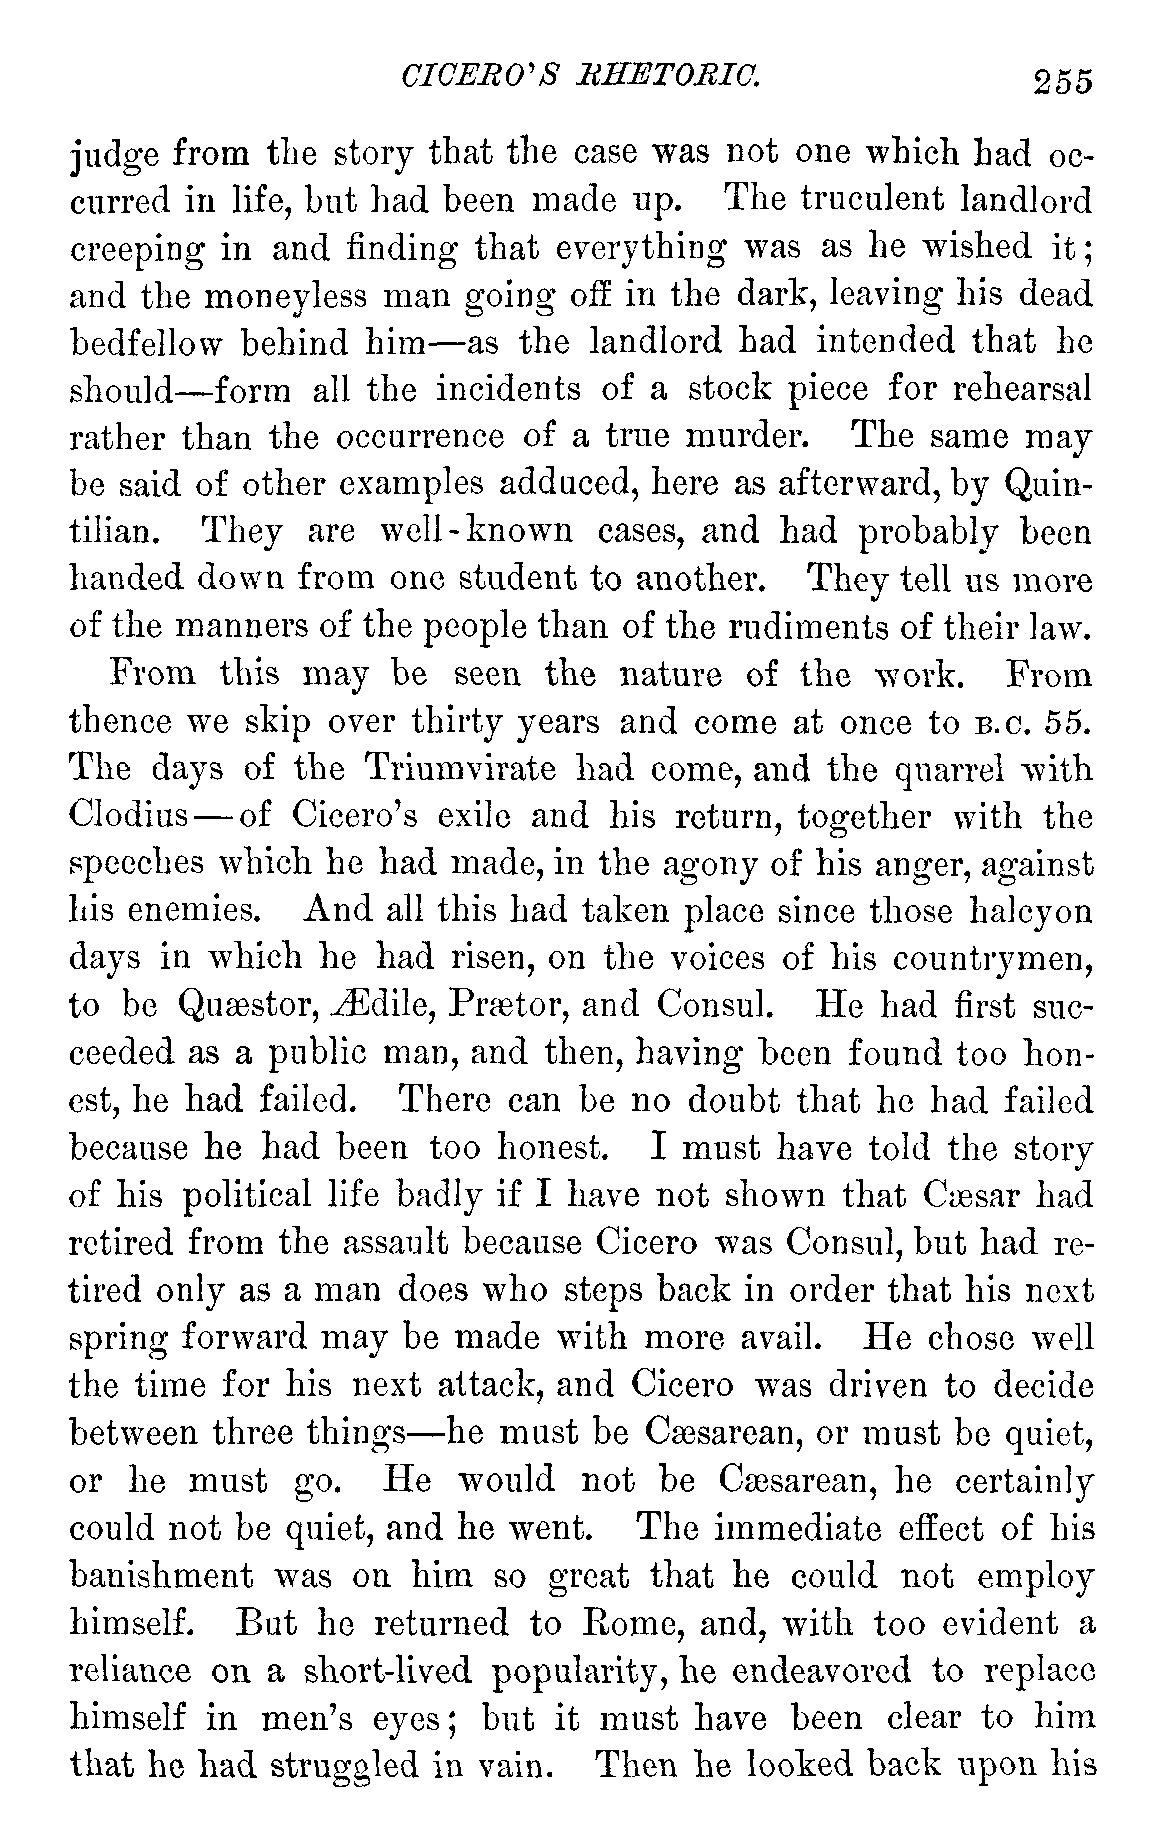 CICERO'S RHETORIC. 255
judge from the story that the case was not one which had oc-
curred in life, but had been made up. The truculent landlord
creeping in and finding that everything was as he wished it;
and the moneyless man going off in the dark, leaving his dead
bedfellow behind him—as the landlord had intended that he
should—form all the incidents of a stock piece for rehearsal
rather than the occurrence of a true murder. The same may
be said of other examples adduced, here as afterward, by Quin-
tilian. They are well-known cases, and had probably been
handed down from one student to another. They tell us more
of the manners of the people than of the rudiments of their law.
From this may be seen the nature of the work. From
thence we skip over thirty years and come at once to B.C. 55.
The days of the Triumvirate had come, and the quarrel with
Clodius—of Cicero's exile and his return, together with the
speeches which he had made, in the agony of his anger, against
his enemies. And all this had taken place since those halcyon
days in which he had risen, on the voices of his countrymen,
to be Quæstor, Ædile, Prætor, and Consul. He had first suc-
ceeded as a public man, and then, having been found too hon-
est, he had failed. There can be no doubt that he had failed
because he had been too honest. I must have told the story
of his political life badly if I have not shown that Cæsar had
retired from the assault because Cicero was Consul, but had re-
tired only as a man does who steps back in order that his next
spring forward may be made with more avail. He chose well
the time for his next attack, and Cicero was driven to decide
between three things—he must be Cæsarean, or must be quiet,
or he must go. He would not be Cæsarean, he certainly
could not be quiet, and he went. The immediate effect of his
banishment was on him so great that he could not employ
himself. But he returned to Rome, and, with too evident a
reliance on a short-lived popularity, he endeavored to replace
himself in men's eyes; but it must have been clear to him
that he had struggled in vain. Then he looked back upon his